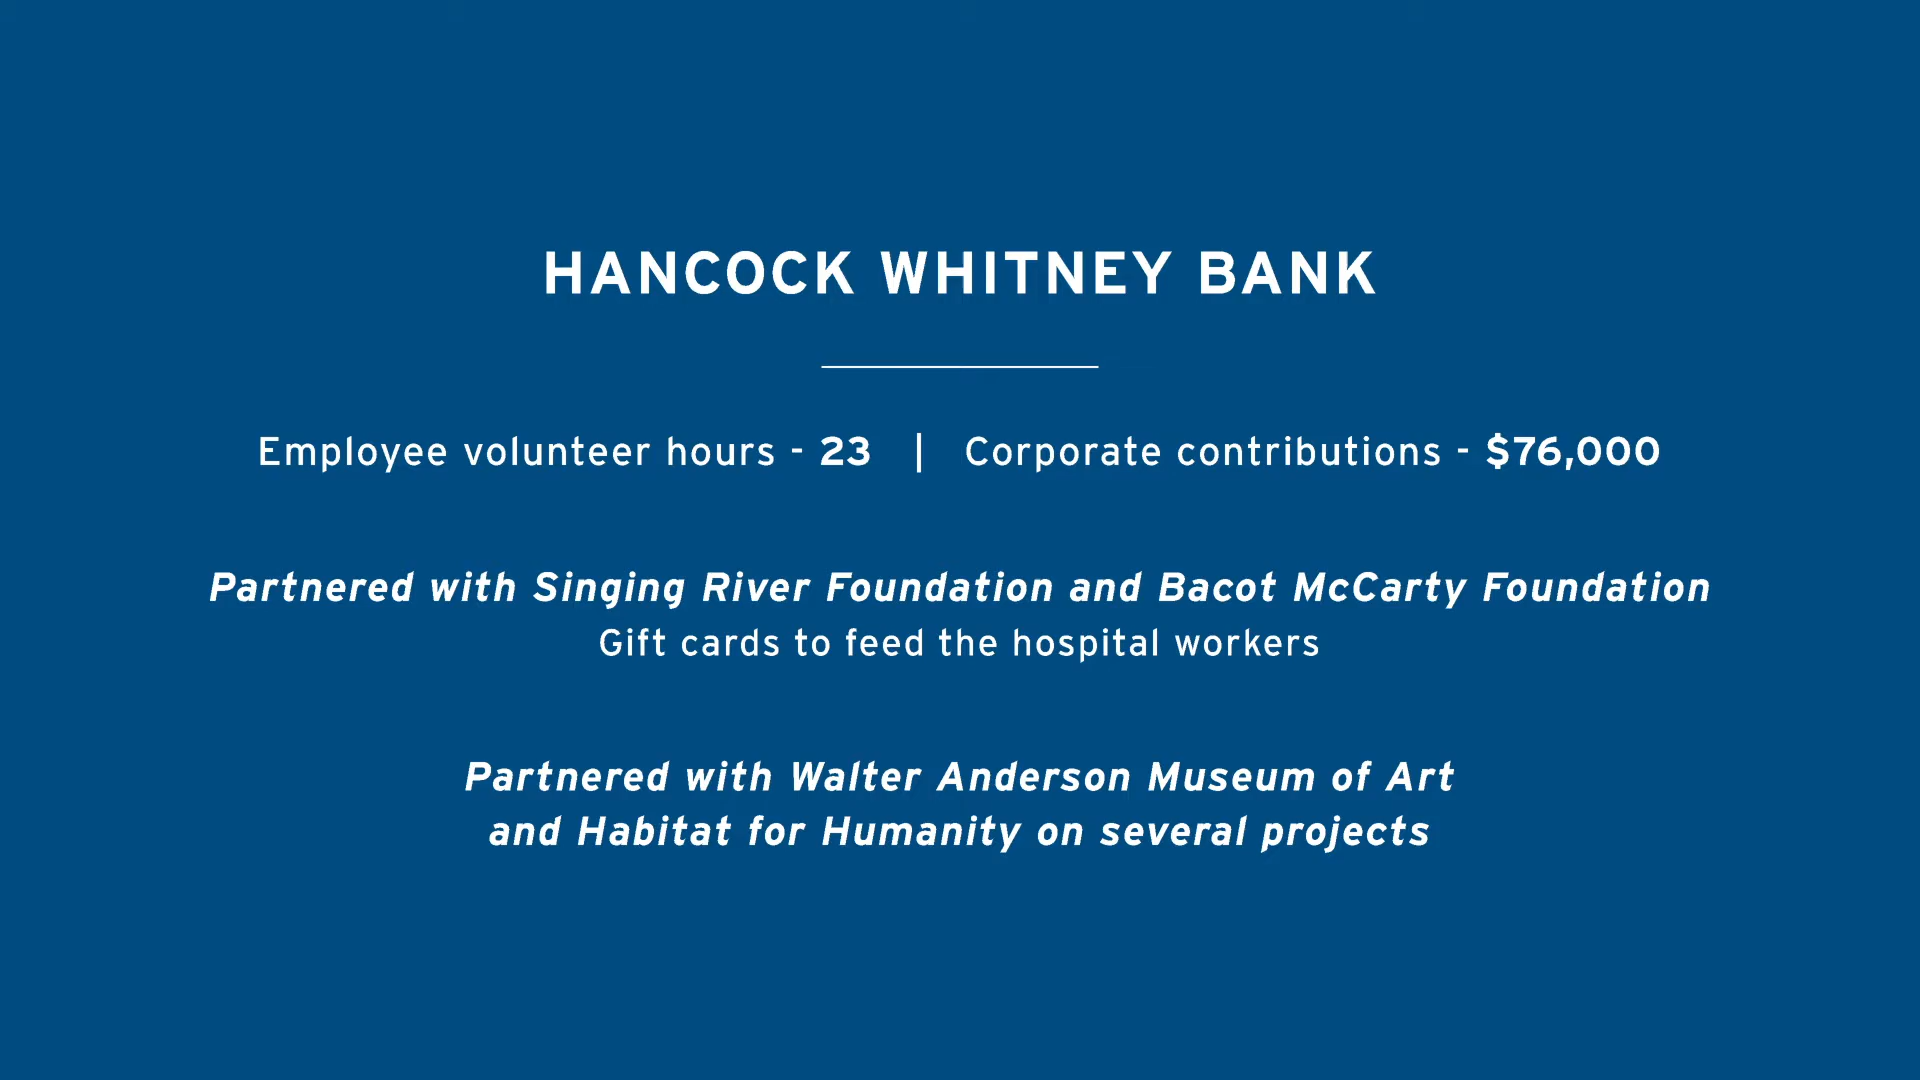 HANCOCK WHITNEY BANK
Employee volunteer hours - 23 | Corporate contributions - $76,000
Partnered with Singing River Foundation and Bacot McCarty Foundation
Gift cards to feed the hospital workers
Partnered with Walter Anderson Museum of Art
and Habitat for Humanity on several projects